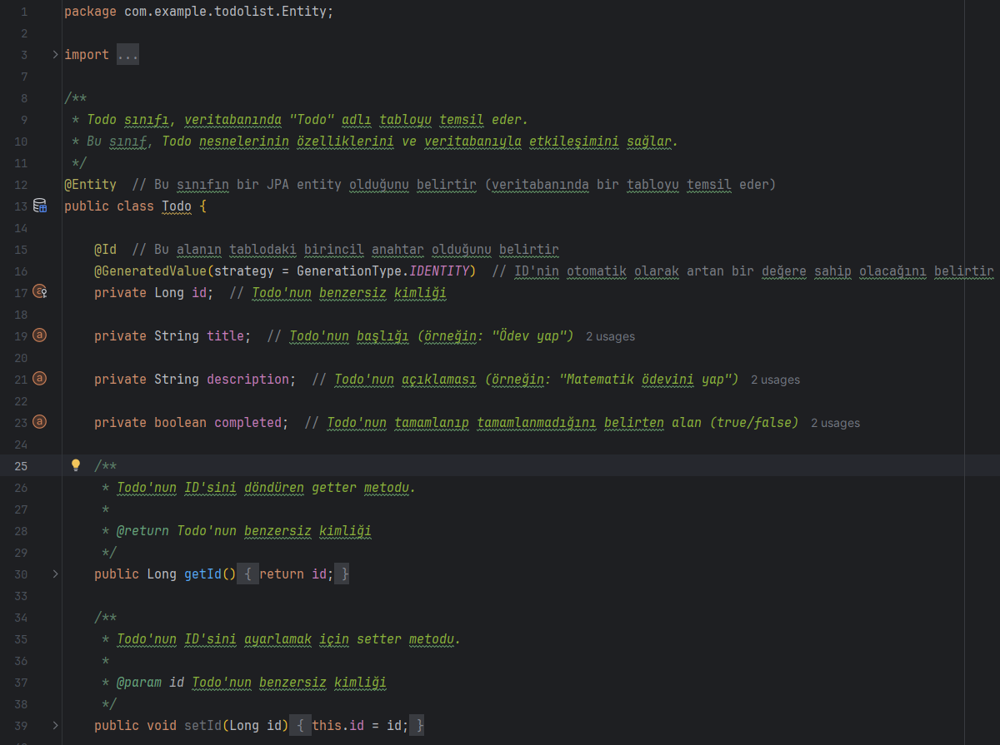 1 package com.example.todolist.Entity;
2
3 import ...
7
8 /**
9  * Todo sınıfı, veritabanında "Todo" adlı tabloyu temsil eder.
10  * Bu sınıf, Todo nesnelerinin özelliklerini ve veritabanıyla etkileşimini sağlar.
11  */
12 @Entity  // Bu sınıfın bir JPA entity olduğunu belirtir (veritabanında bir tabloyu temsil eder)
13 public class Todo {
14
15     @Id  // Bu alanın tablodaki birincil anahtar olduğunu belirtir
16     @GeneratedValue(strategy = GenerationType.IDENTITY)  // ID'nin otomatik olarak artan bir değere sahip olacağını belirtir
17     private Long id;  // Todo'nun benzersiz kimliği
18
19     private String title;  // Todo'nun başlığı (örneğin: "Ödev yap")  2 usages
20
21     private String description;  // Todo'nun açıklaması (örneğin: "Matematik ödevini yap")  2 usages
22
23     private boolean completed;  // Todo'nun tamamlanıp tamamlanmadığını belirten alan (true/false)  2 usages
24
25     /**
26      * Todo'nun ID'sini döndüren getter metodu.
27      *
28      * @return Todo'nun benzersiz kimliği
29      */
30     public Long getId() { return id; }
33
34     /**
35      * Todo'nun ID'sini ayarlamak için setter metodu.
36      *
37      * @param id Todo'nun benzersiz kimliği
38      */
39     public void setId(Long id) { this.id = id; }